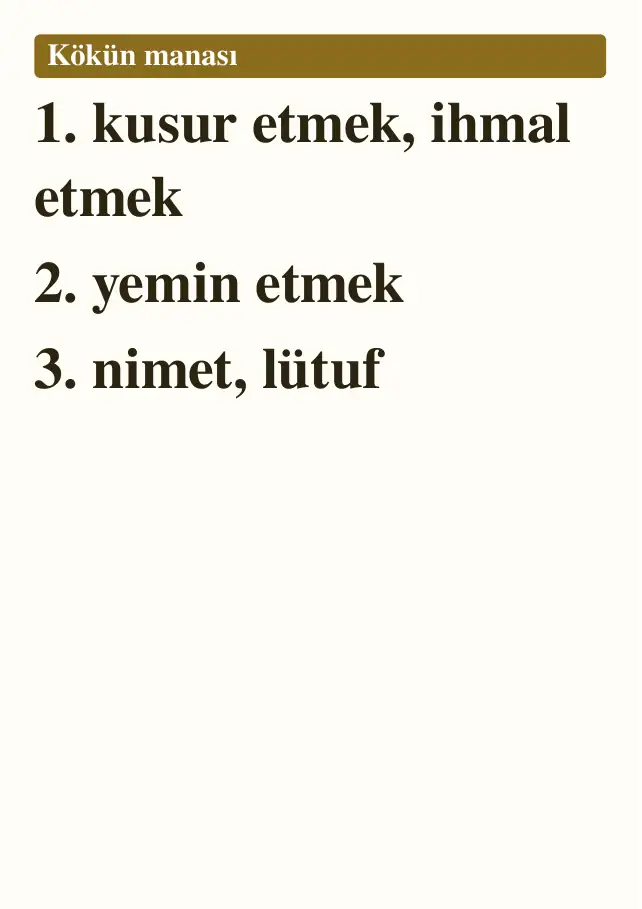 Kökün manası
1. kusur etmek, ihmal
etmek
2. yemin etmek
3. nimet, lütuf